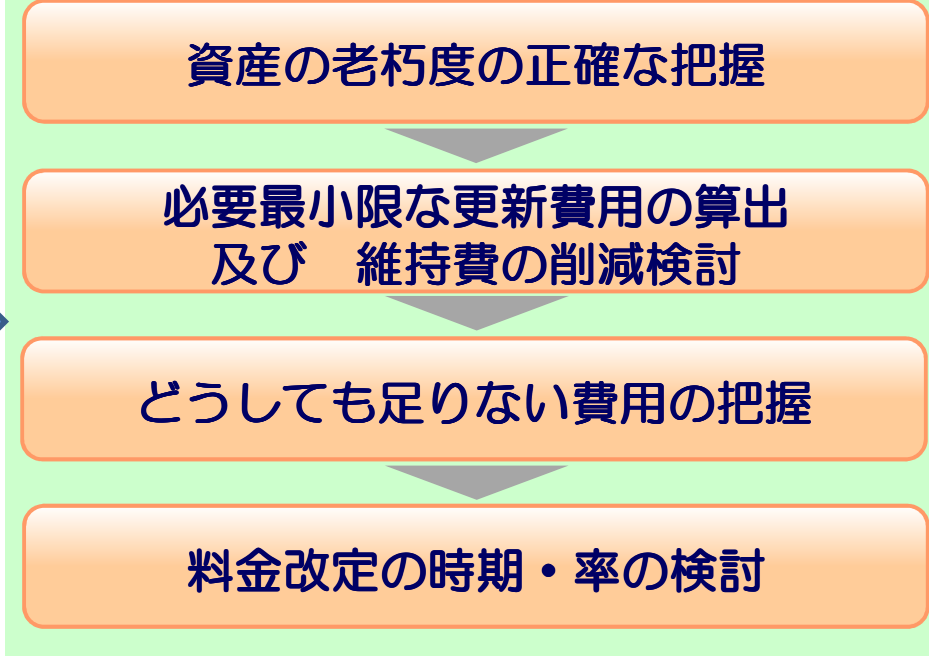 資産の老朽度の正確な把握
必要最小限な更新費用の算出
及び　維持費の削減検討
どうしても足りない費用の把握
料金改定の時期・率の検討